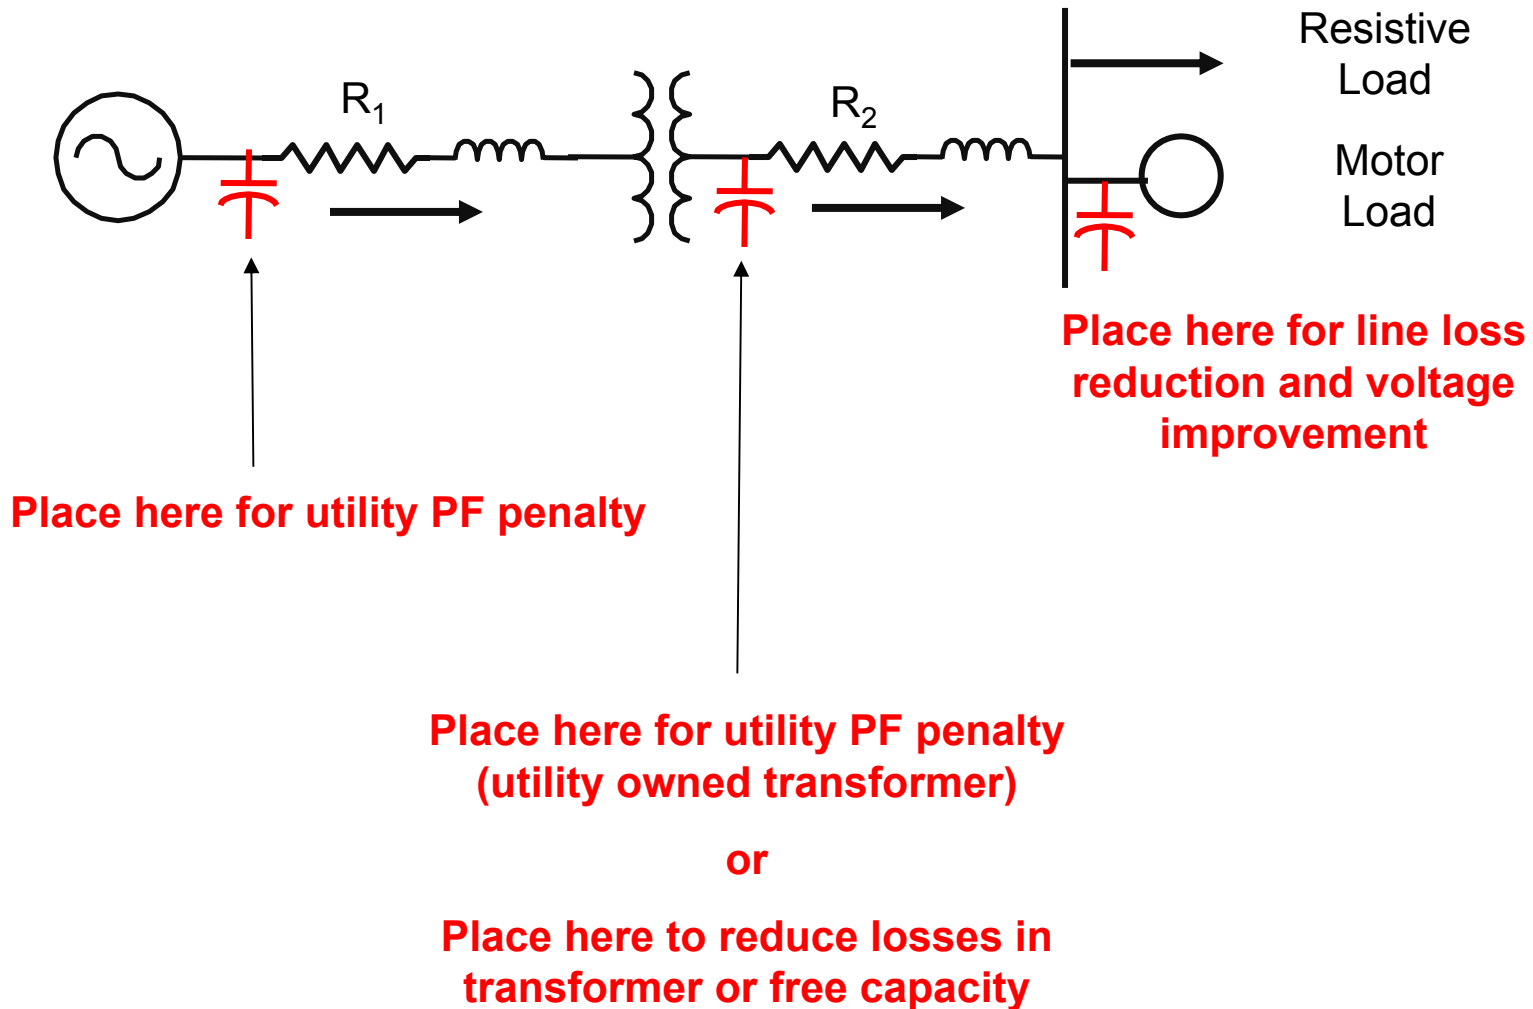 Resistive
Load
R1
R2
Motor
Load
Place here for line loss
reduction and voltage
improvement
Place here for utility PF penalty
Place here for utility PF penalty
(utility owned transformer)
or
Place here to reduce losses in
transformer or free capacity